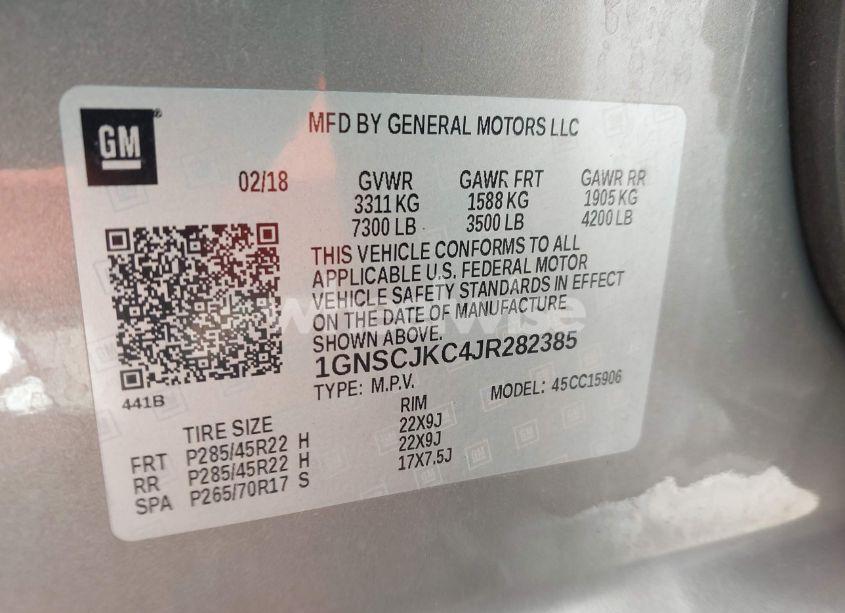 GM
MFD BY GENERAL MOTORS LLC
02/18 GVWR GAWR FRT GAWR RR
3311 KG 1588 KG 1905 KG
7300 LB 3500 LB 4200 LB
THIS VEHICLE CONFORMS TO ALL
APPLICABLE U.S. FEDERAL MOTOR
VEHICLE SAFETY STANDARDS IN EFFECT
ON THE DATE OF MANUFACTURE
SHOWN ABOVE.
1GNSCJKC4JR282385
TYPE: M.P.V. MODEL: 45CC15906
441B
TIRE SIZE RIM
FRT P285/45R22 H 22X9J
RR P285/45R22 H 22X9J
SPA P265/70R17 S 17X7.5J